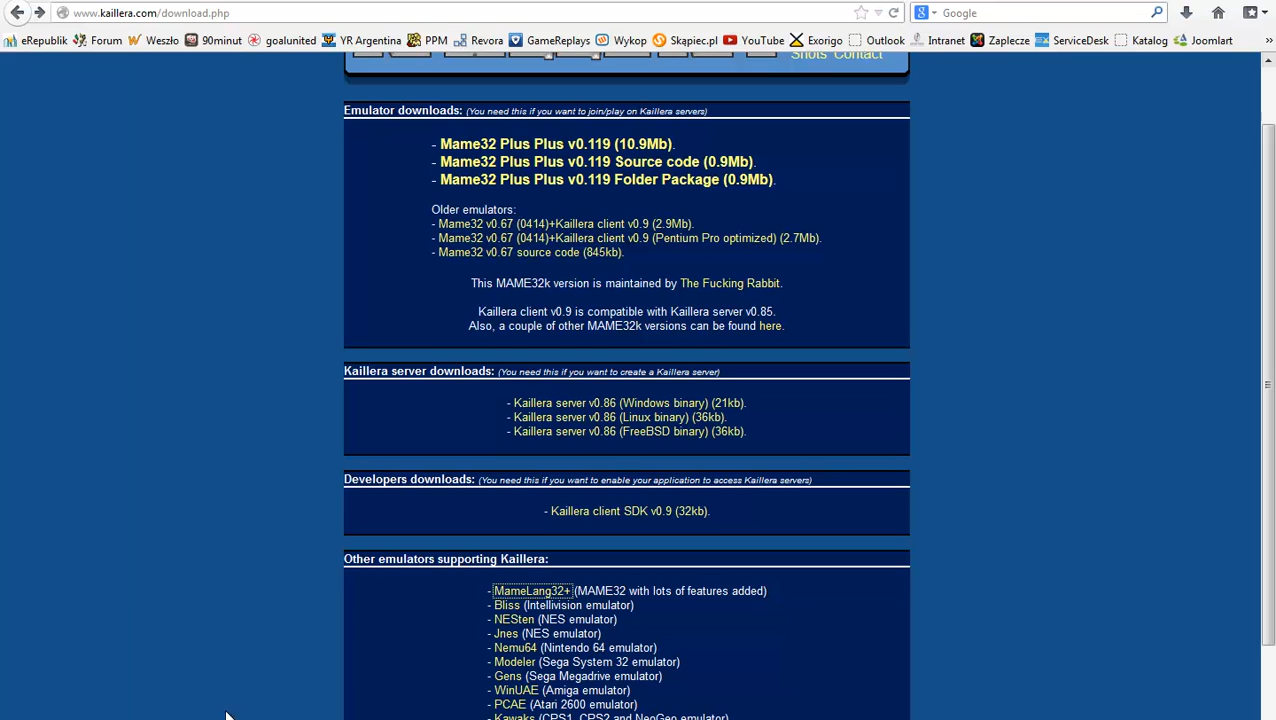 www.kaillera.com/download.php
Google
eRepublik Forum Weszło 90minut goalunited YR Argentina PPM Revora GameReplays Wykop Skąpiec.pl YouTube Exorigo Outlook Intranet Zaplecze ServiceDesk Katalog Joomlart
Shots Contact
Emulator downloads: (You need this if you want to join/play on Kaillera servers)
- Mame32 Plus Plus v0.119 (10.9Mb).
- Mame32 Plus Plus v0.119 Source code (0.9Mb).
- Mame32 Plus Plus v0.119 Folder Package (0.9Mb).
Older emulators:
- Mame32 v0.67 (0414)+Kaillera client v0.9 (2.9Mb).
- Mame32 v0.67 (0414)+Kaillera client v0.9 (Pentium Pro optimized) (2.7Mb).
- Mame32 v0.67 source code (845kb).
This MAME32k version is maintained by The Fucking Rabbit.
Kaillera client v0.9 is compatible with Kaillera server v0.85.
Also, a couple of other MAME32k versions can be found here.
Kaillera server downloads: (You need this if you want to create a Kaillera server)
- Kaillera server v0.86 (Windows binary) (21kb).
- Kaillera server v0.86 (Linux binary) (36kb).
- Kaillera server v0.86 (FreeBSD binary) (36kb).
Developers downloads: (You need this if you want to enable your application to access Kaillera servers)
- Kaillera client SDK v0.9 (32kb).
Other emulators supporting Kaillera:
- MameLang32+ (MAME32 with lots of features added)
- Bliss (Intellivision emulator)
- NESten (NES emulator)
- Jnes (NES emulator)
- Nemu64 (Nintendo 64 emulator)
- Modeler (Sega System 32 emulator)
- Gens (Sega Megadrive emulator)
- WinUAE (Amiga emulator)
- PCAE (Atari 2600 emulator)
- Kawaks (CPS1, CPS2 and NeoGeo emulator)